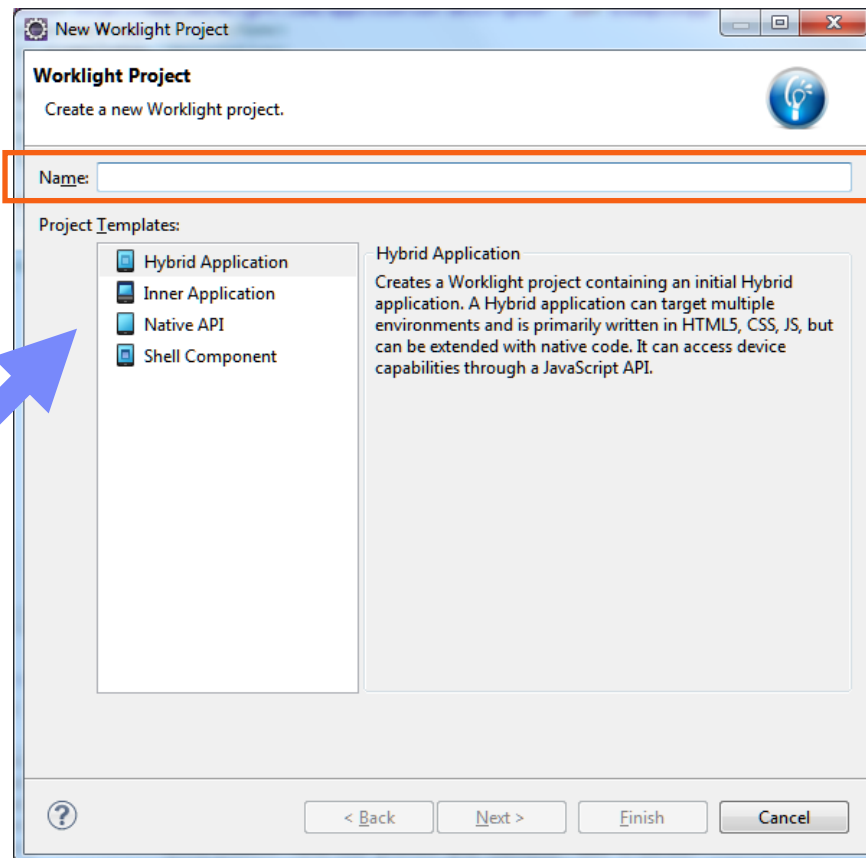 New Worklight Project
Worklight Project
Create a new Worklight project.
Name:
Project Templates:
Hybrid Application
Inner Application
Native API
Shell Component
Hybrid Application
Creates a Worklight project containing an initial Hybrid
application. A Hybrid application can target multiple
environments and is primarily written in HTML5, CSS, JS, but
can be extended with native code. It can access device
capabilities through a JavaScript API.
?
< Back
Next >
Finish
Cancel